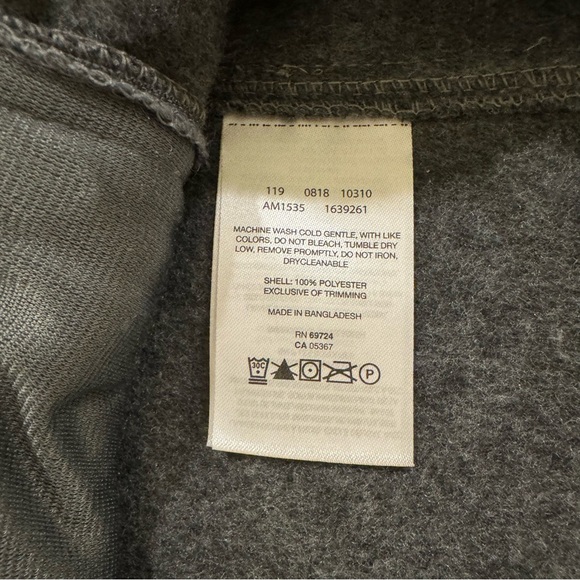 119 0818 10310
AM1535 1639261
MACHINE WASH COLD GENTLE, WITH LIKE
COLORS, DO NOT BLEACH, TUMBLE DRY
LOW, REMOVE PROMPTLY, DO NOT IRON,
DRYCLEANABLE
SHELL: 100% POLYESTER
EXCLUSIVE OF TRIMMING
MADE IN BANGLADESH
RN 69724
CA 05367
30C P